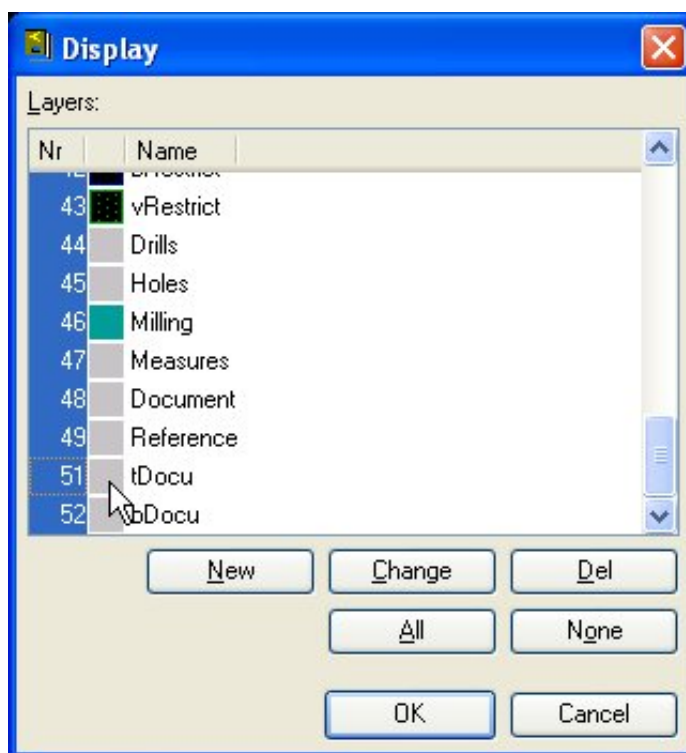 Display
Layers:
Nr Name
43 vRestrict
44 Drills
45 Holes
46 Milling
47 Measures
48 Document
49 Reference
51 tDocu
52 bDocu
New Change Del
All None
OK Cancel